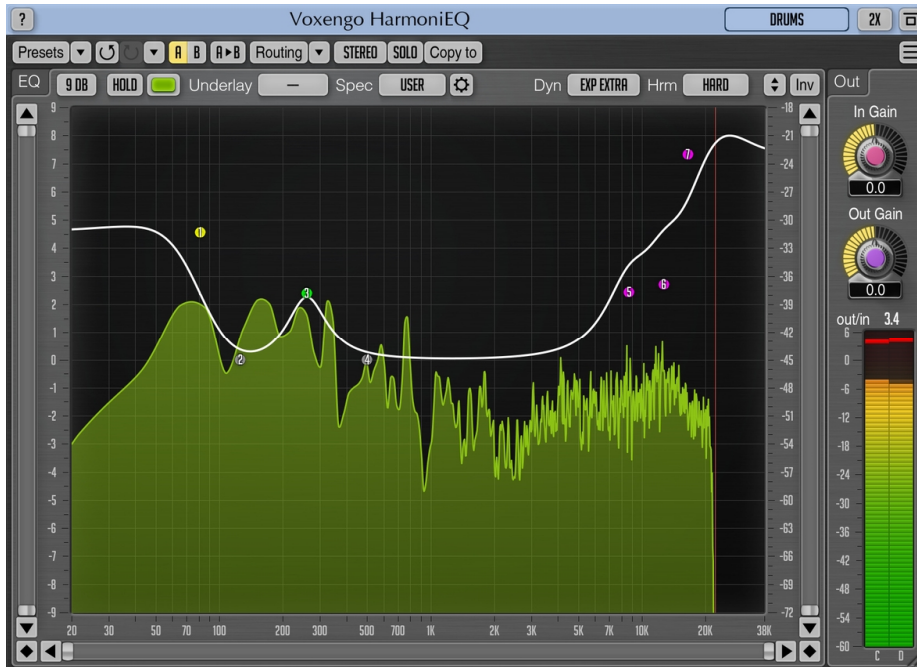 ? Voxengo HarmoniEQ DRUMS 2X
Presets A B A▸B Routing STEREO SOLO Copy to
EQ 9 DB HOLD Underlay — Spec USER Dyn EXP EXTRA Hrm HARD Inv Out
9 -18
8 -21
7 7 -24
6 -27
5 1 -30
4 -33
3 5 6 -36
2 3 -39
1 -42
0 2 4 -45
-1 -48
-2 -51
-3 -54
-4 -57
-5 -60
-6 -63
-7 -66
-8 -69
-9 -72
20 30 50 70 100 200 300 500 700 1K 2K 3K 5K 7K 10K 20K 38K
In Gain
0.0
Out Gain
0.0
out/in 3.4
6
0
-6
-12
-18
-24
-30
-36
-42
-48
-54
-60
C D